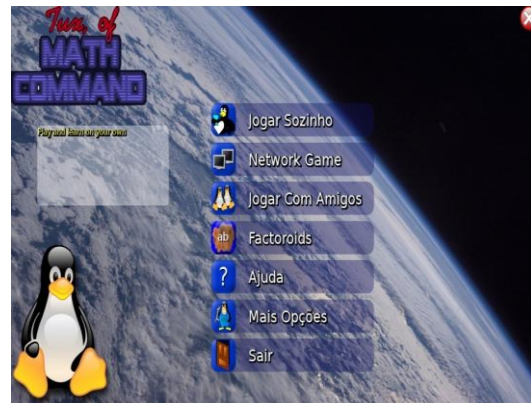 Tux, of
MATH
COMMAND
Play and learn on your own
Jogar Sozinho
Network Game
Jogar Com Amigos
ab
Factoroids
?
Ajuda
Mais Opções
Sair